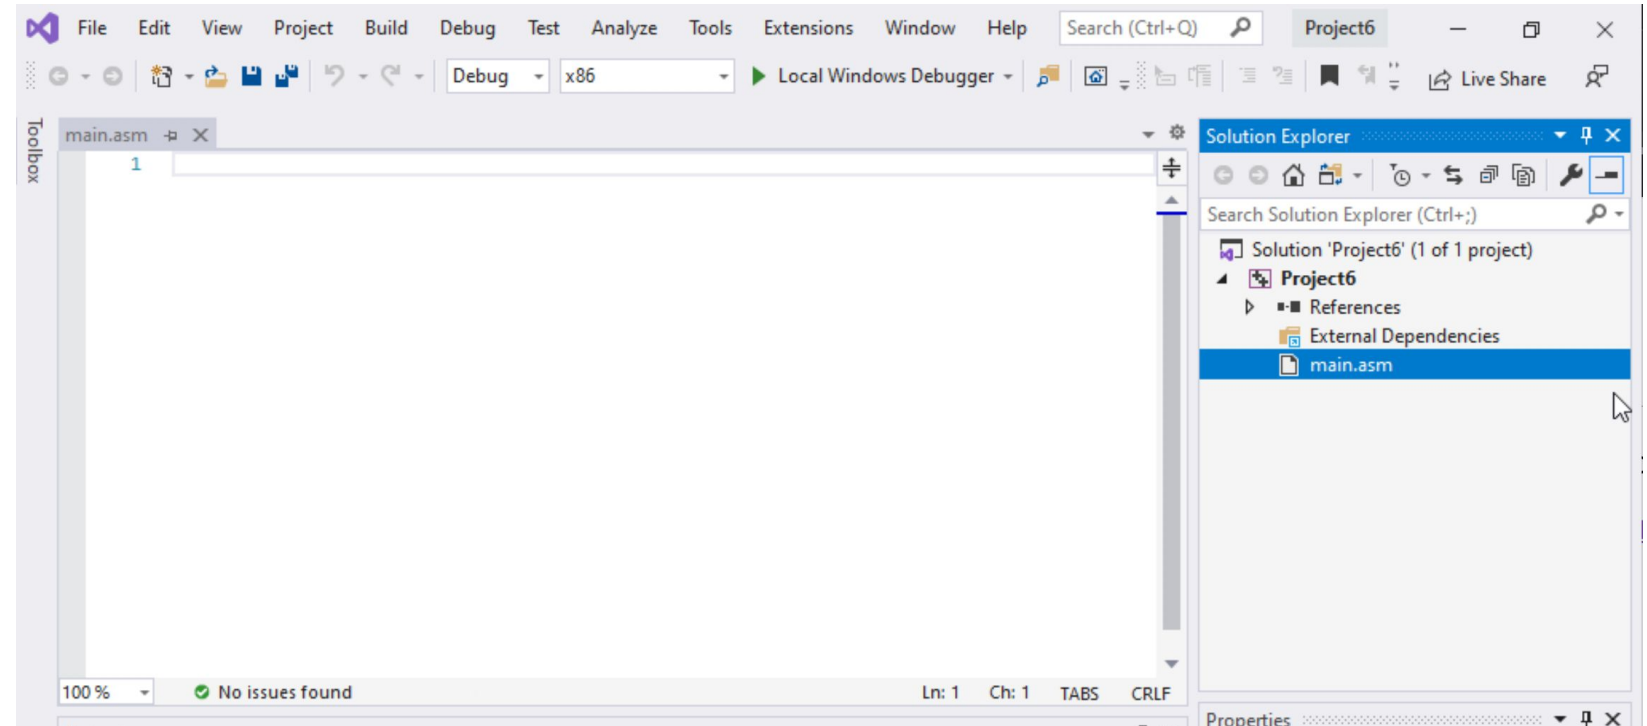 File Edit View Project Build Debug Test Analyze Tools Extensions Window Help Search (Ctrl+Q) Project6
Debug x86 Local Windows Debugger Live Share
Toolbox
main.asm
1
100 % No issues found Ln: 1 Ch: 1 TABS CRLF
Solution Explorer
Search Solution Explorer (Ctrl+;)
Solution 'Project6' (1 of 1 project)
Project6
References
External Dependencies
main.asm
Properties